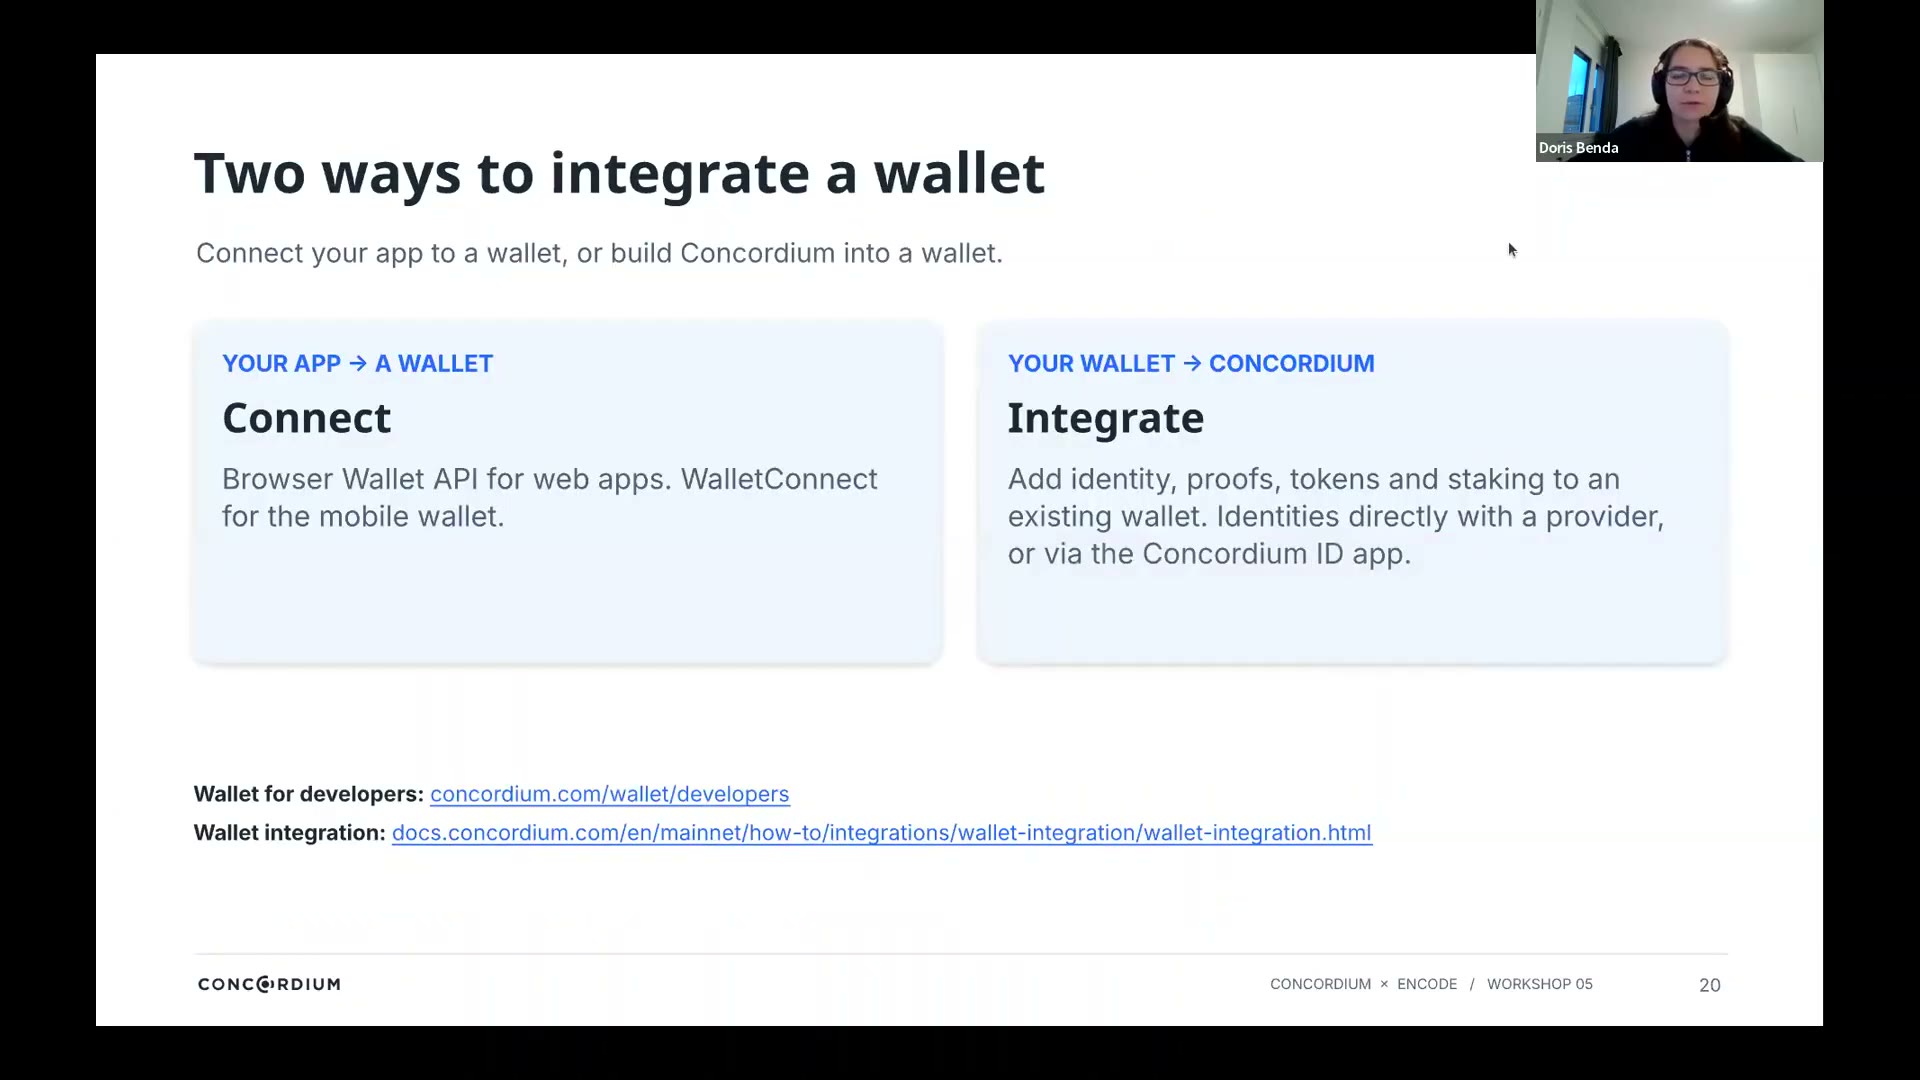 Doris Benda
Two ways to integrate a wallet
Connect your app to a wallet, or build Concordium into a wallet.
YOUR APP → A WALLET
Connect
Browser Wallet API for web apps. WalletConnect
for the mobile wallet.
YOUR WALLET → CONCORDIUM
Integrate
Add identity, proofs, tokens and staking to an
existing wallet. Identities directly with a provider,
or via the Concordium ID app.
Wallet for developers: concordium.com/wallet/developers
Wallet integration: docs.concordium.com/en/mainnet/how-to/integrations/wallet-integration/wallet-integration.html
CONCORDIUM
CONCORDIUM × ENCODE / WORKSHOP 05
20